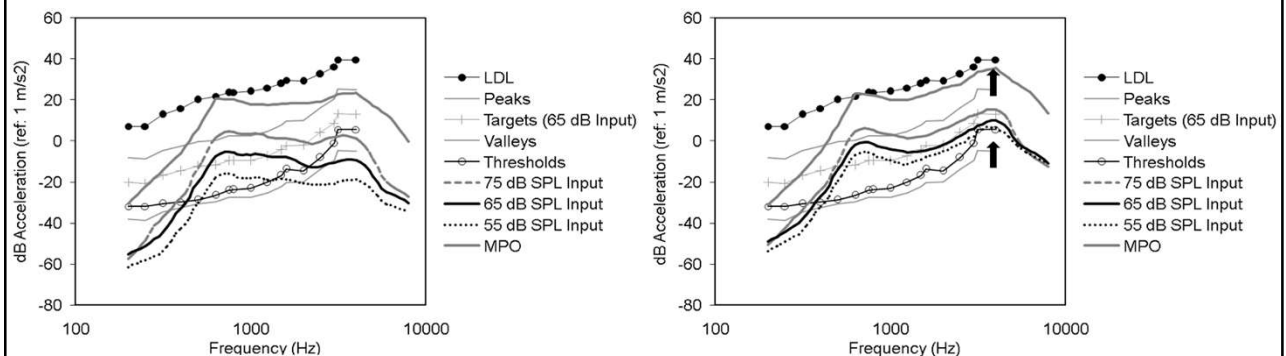 dB Acceleration (ref: 1 m/s2)
60
40
20
0
-20
-40
-60
-80
100
1000
10000
Frequency (Hz)
LDL
Peaks
Targets (65 dB Input)
Valleys
Thresholds
75 dB SPL Input
65 dB SPL Input
55 dB SPL Input
MPO
dB Acceleration (ref: 1 m/s2)
60
40
20
0
-20
-40
-60
-80
100
1000
10000
Frequency (Hz)
LDL
Peaks
Targets (65 dB Input)
Valleys
Thresholds
75 dB SPL Input
65 dB SPL Input
55 dB SPL Input
MPO